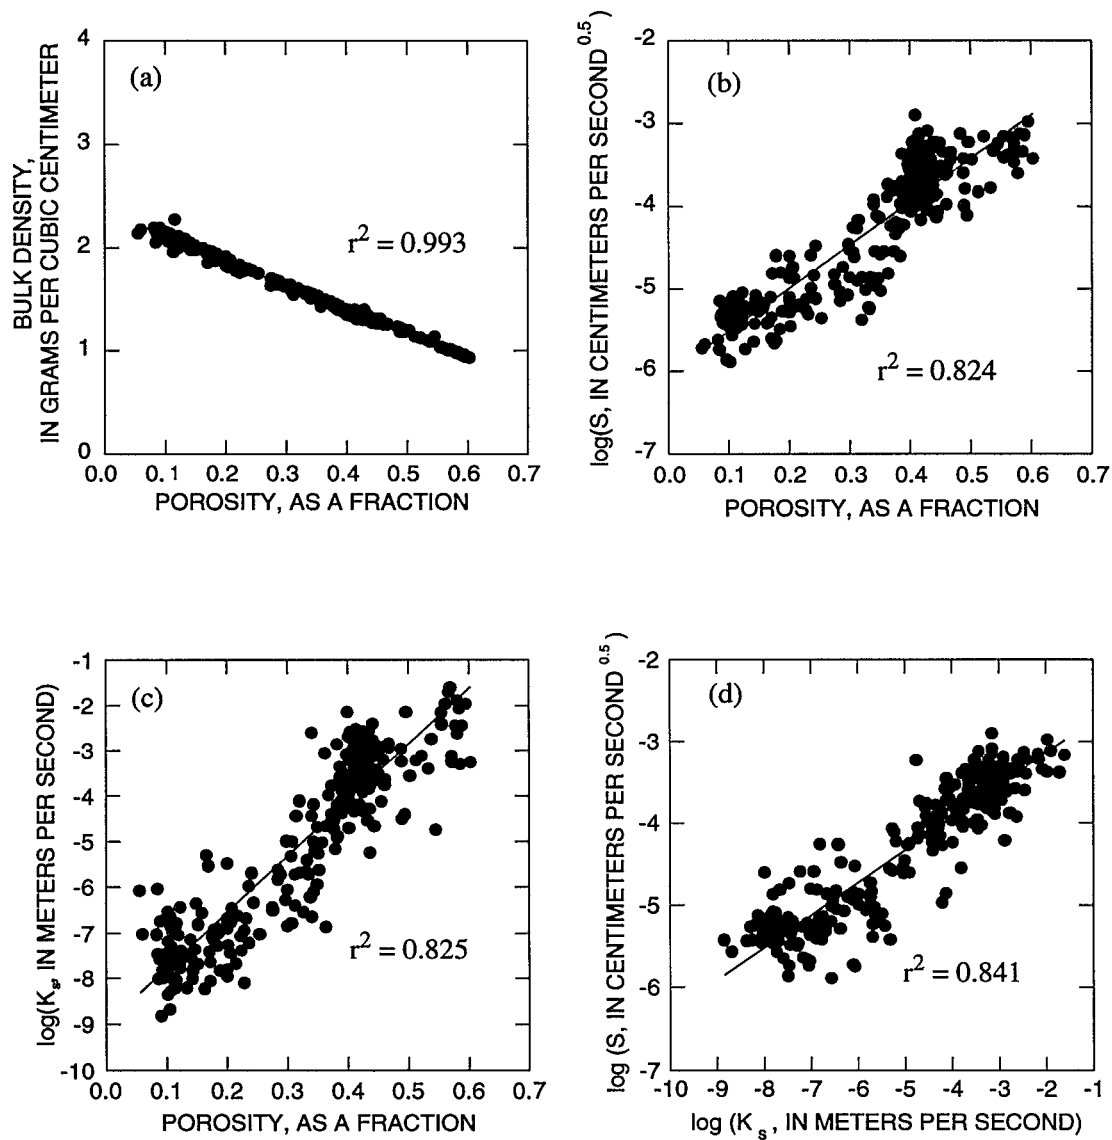 (a)
BULK DENSITY,
IN GRAMS PER CUBIC CENTIMETER
4
3
2
1
0
r² = 0.993
0.0 0.1 0.2 0.3 0.4 0.5 0.6 0.7
POROSITY, AS A FRACTION
(b)
log(S, IN CENTIMETERS PER SECOND^0.5)
-2
-3
-4
-5
-6
-7
r² = 0.824
0.0 0.1 0.2 0.3 0.4 0.5 0.6 0.7
POROSITY, AS A FRACTION
(c)
log(Ks, IN METERS PER SECOND)
-1
-2
-3
-4
-5
-6
-7
-8
-9
-10
r² = 0.825
0.0 0.1 0.2 0.3 0.4 0.5 0.6 0.7
POROSITY, AS A FRACTION
(d)
log (S, IN CENTIMETERS PER SECOND^0.5)
-2
-3
-4
-5
-6
-7
r² = 0.841
-10 -9 -8 -7 -6 -5 -4 -3 -2 -1
log (Ks, IN METERS PER SECOND)